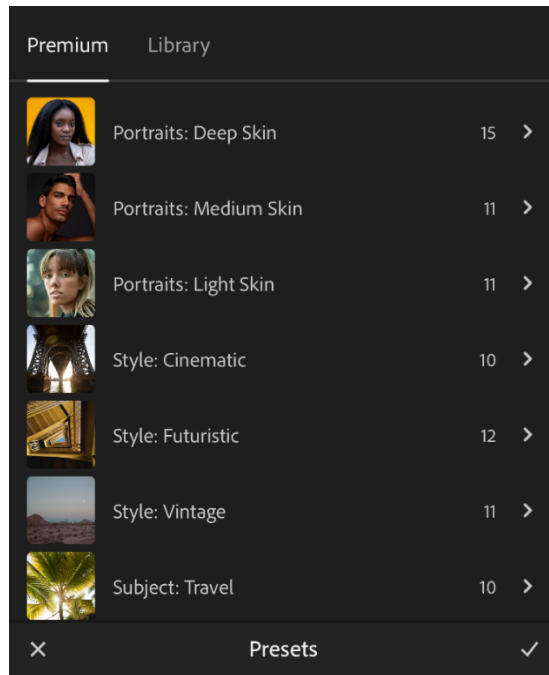 Premium Library
Portraits: Deep Skin 15
Portraits: Medium Skin 11
Portraits: Light Skin 11
Style: Cinematic 10
Style: Futuristic 12
Style: Vintage 11
Subject: Travel 10
Presets